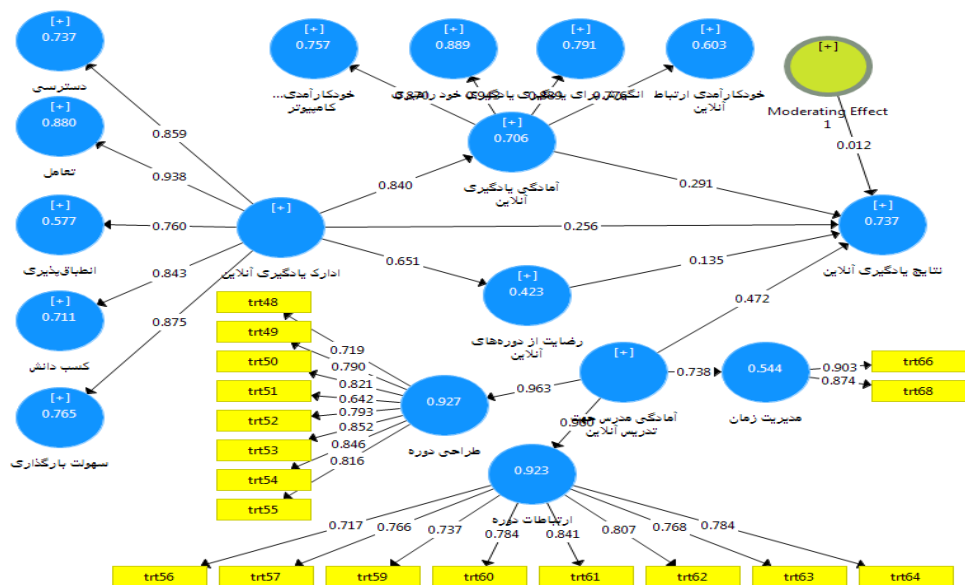 [+]
0.737
دسترسی
[+]
0.757
خودکارآمدی...
کامپیوتر
[+]
0.889
[+]
0.791
[+]
0.603
خودکارآمدی ارتباط
آنلاین
[+]
Moderating Effect
1
0.012
0.859
[+]
0.880
تعامل
0.938
[+]
0.706
آمادگی یادگیری
آنلاین
0.840
0.291
[+]
0.577
انطباق‌پذیری
0.760
[+]
ادارک یادگیری آنلاین
0.256
[+]
0.737
نتایج یادگیری آنلاین
0.651
0.135
0.843
[+]
0.711
کسب دانش
0.875
[+]
0.423
رضایت از دوره‌های
آنلاین
0.472
[+]
0.765
سهولت بارگذاری
trt48
trt49
trt50
trt51
trt52
trt53
trt54
trt55
0.719
0.790
0.821
0.642
0.793
0.852
0.846
0.816
0.927
طراحی دوره
0.963
[+]
آمادگی مدرس جهت
تدریس آنلاین
0.738
0.544
مدیریت زمان
0.903
0.874
trt66
trt68
0.960
0.923
ارتباطات دوره
0.717
0.766
0.737
0.784
0.841
0.807
0.768
0.784
trt56
trt57
trt59
trt60
trt61
trt62
trt63
trt64